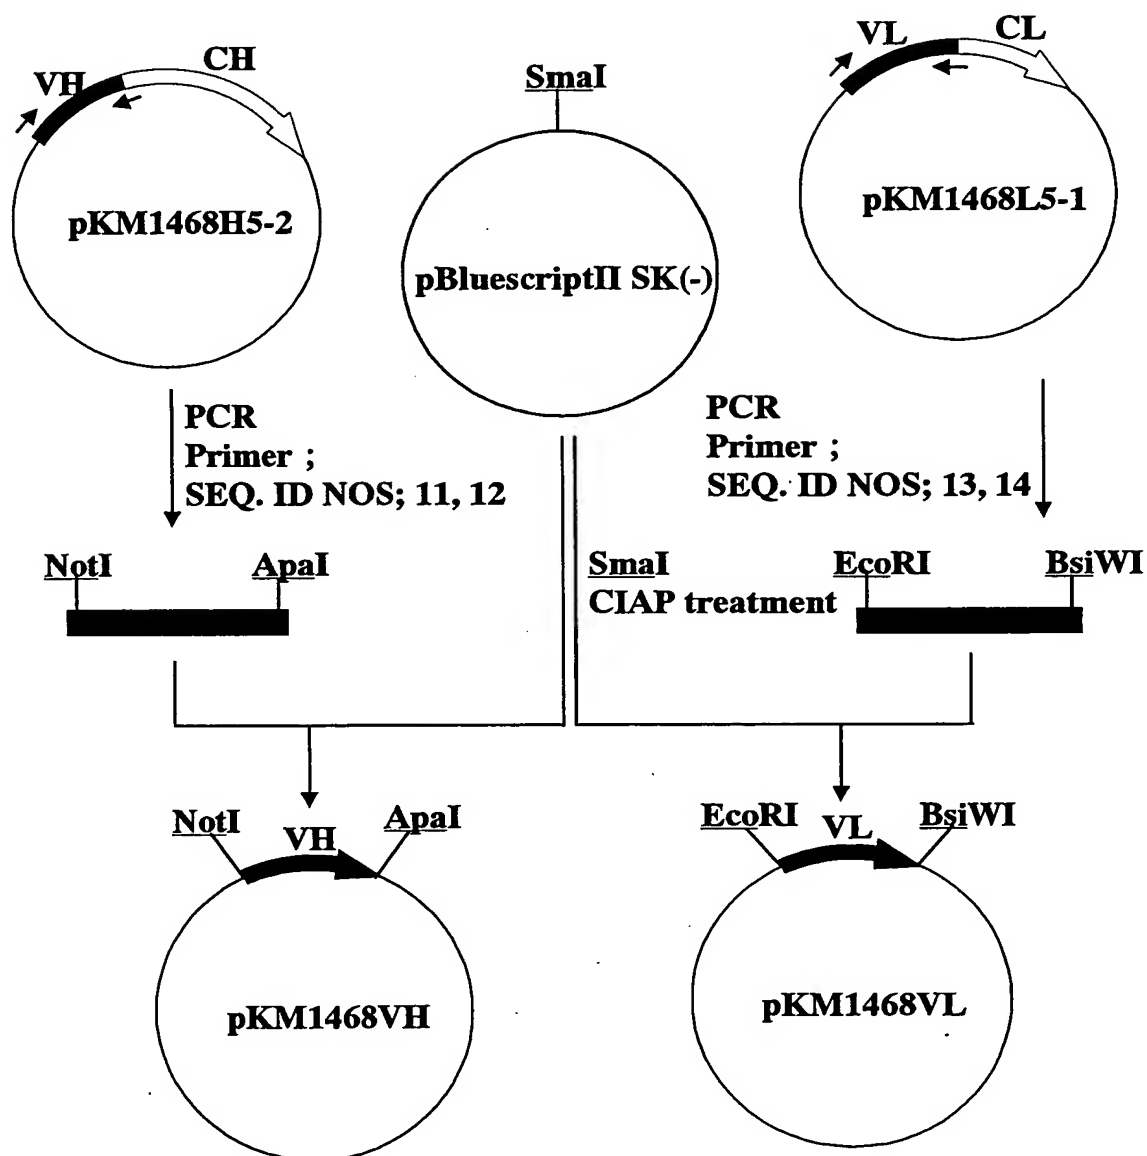 VH
CH
pKM1468H5-2
SmaI
pBluescriptII SK(-)
VL
CL
pKM1468L5-1
PCR
Primer ;
SEQ. ID NOS; 11, 12
PCR
Primer ;
SEQ. ID NOS; 13, 14
NotI
ApaI
SmaI
CIAP treatment
EcoRI
BsiWI
NotI
VH
ApaI
pKM1468VH
EcoRI
VL
BsiWI
pKM1468VL